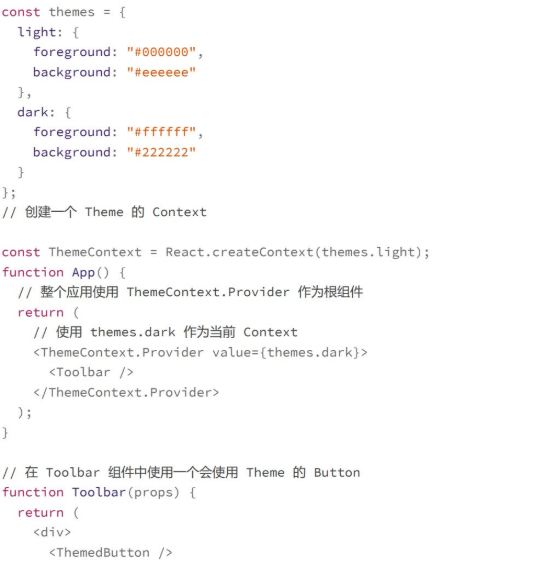 const themes = {
  light: {
    foreground: "#000000",
    background: "#eeeeee"
  },
  dark: {
    foreground: "#ffffff",
    background: "#222222"
  }
};
// 创建一个 Theme 的 Context
const ThemeContext = React.createContext(themes.light);
function App() {
  // 整个应用使用 ThemeContext.Provider 作为根组件
  return (
    // 使用 themes.dark 作为当前 Context
    <ThemeContext.Provider value={themes.dark}>
      <Toolbar />
    </ThemeContext.Provider>
  );
}
// 在 Toolbar 组件中使用一个会使用 Theme 的 Button
function Toolbar(props) {
  return (
    <div>
      <ThemedButton />